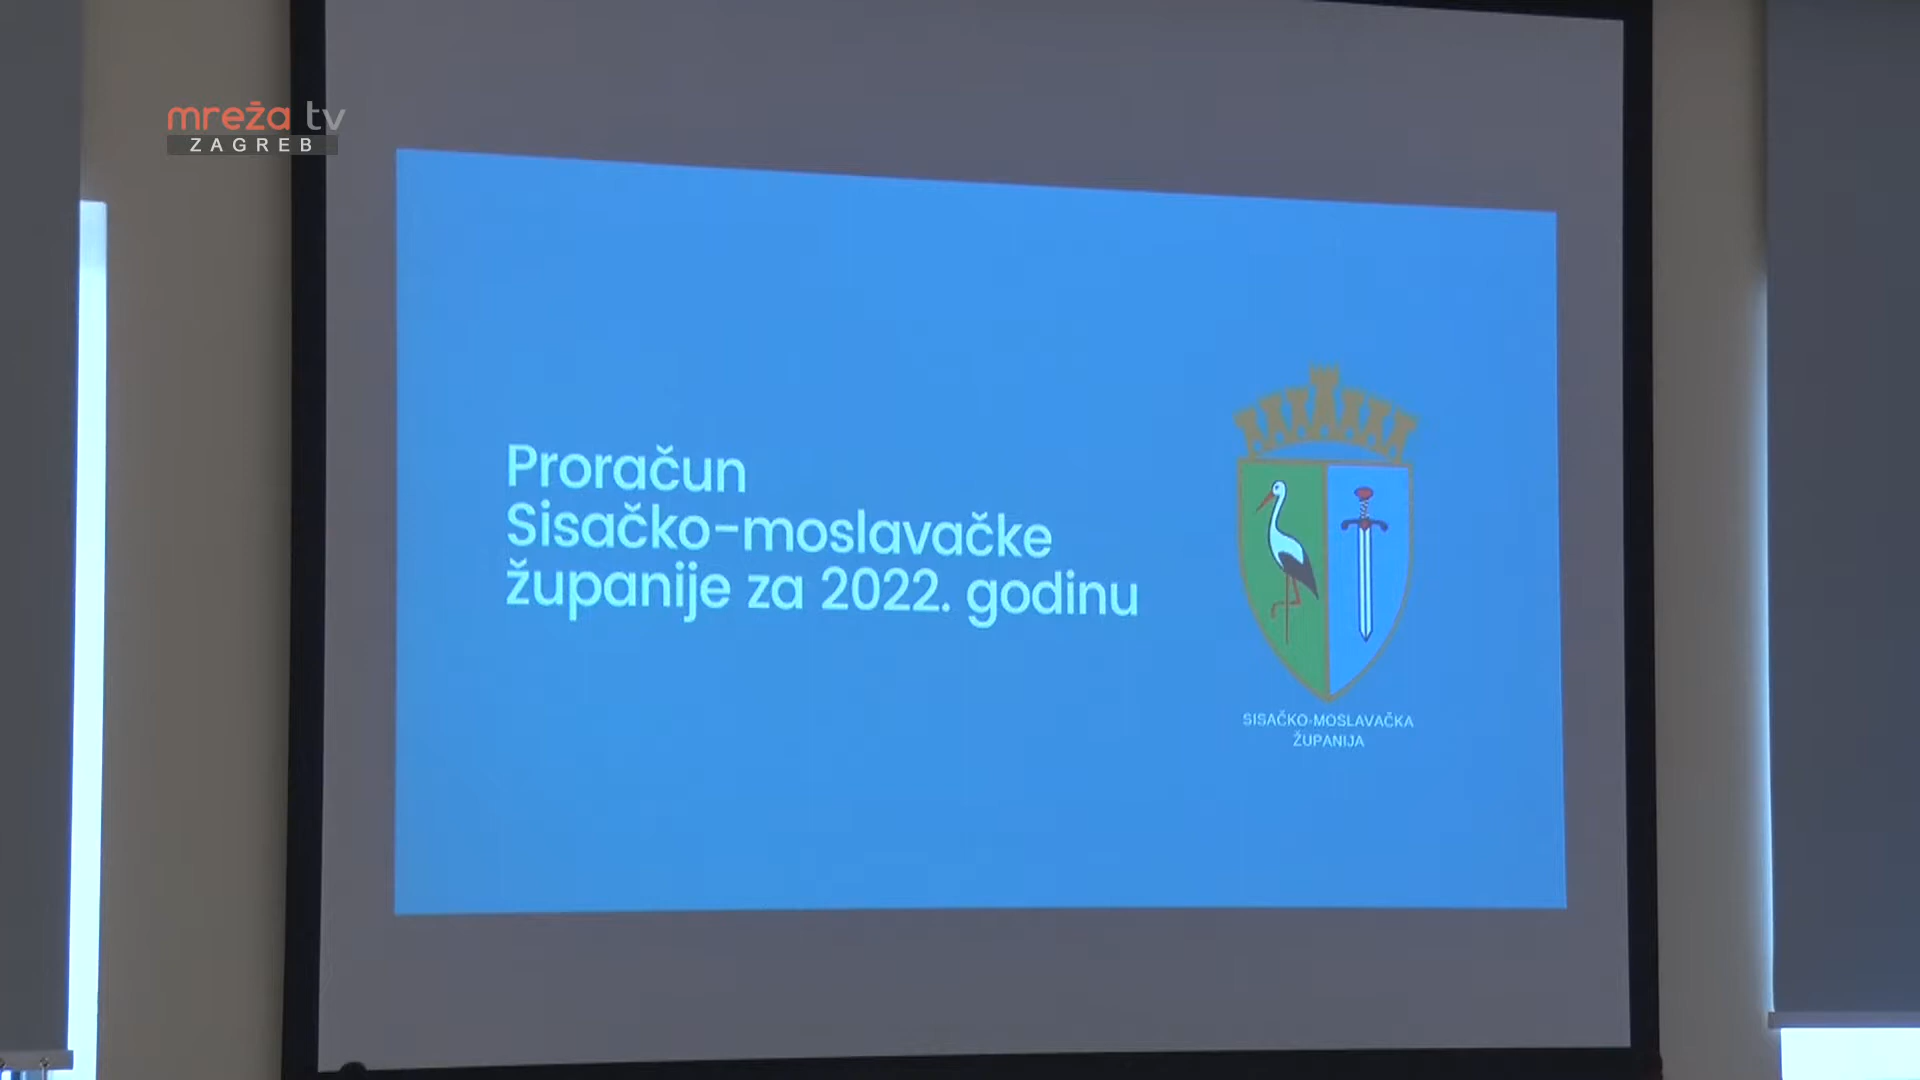 mreža tv
ZAGREB
Proračun
Sisačko-moslavačke
županije za 2022. godinu
SISAČKO-MOSLAVAČKA
ŽUPANIJA